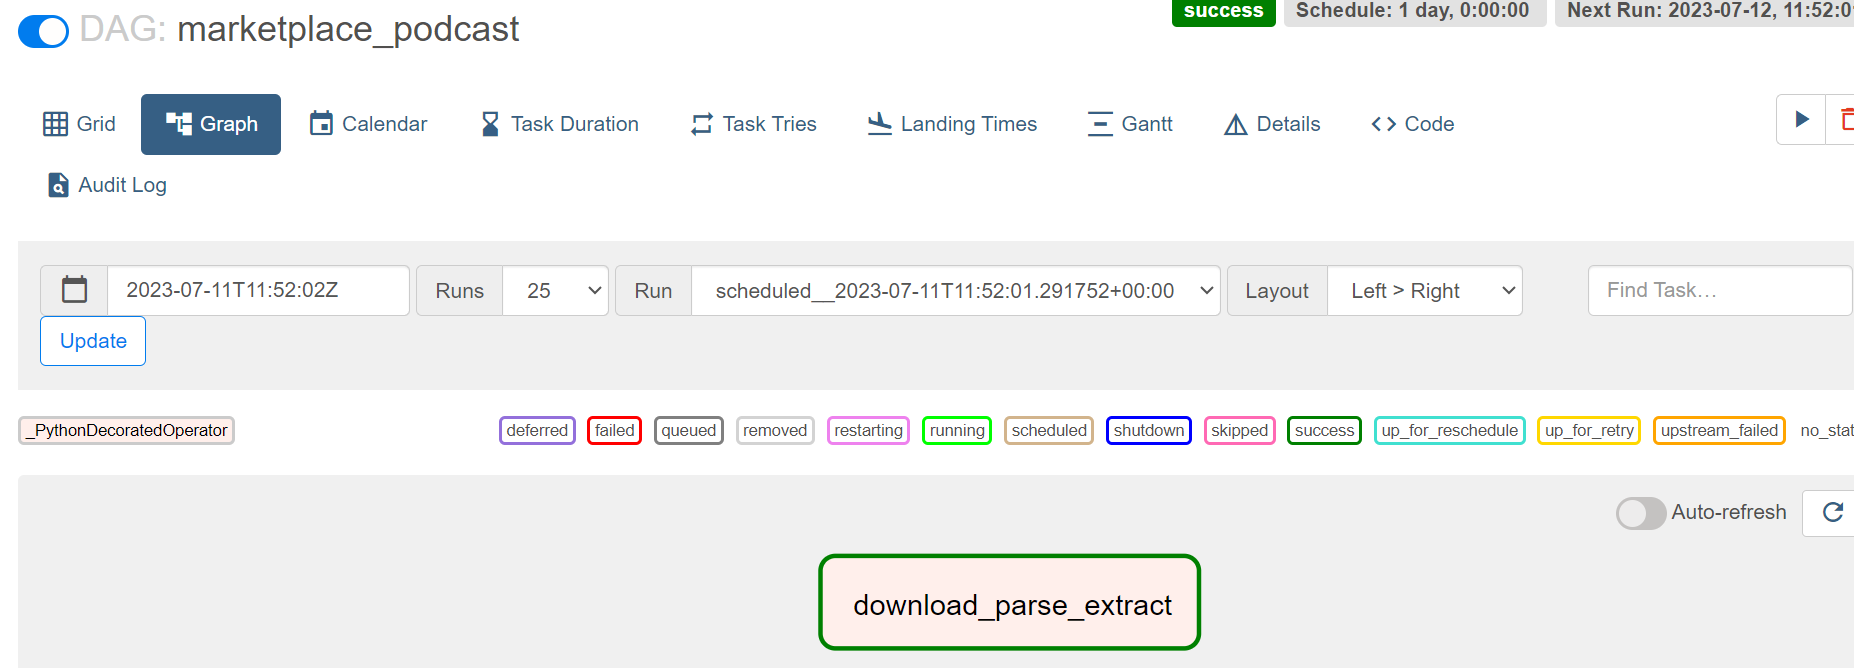 DAG: marketplace_podcast
success Schedule: 1 day, 0:00:00 Next Run: 2023-07-12, 11:52:0
Grid Graph Calendar Task Duration Task Tries Landing Times Gantt Details Code
Audit Log
2023-07-11T11:52:02Z Runs 25 Run scheduled__2023-07-11T11:52:01.291752+00:00 Layout Left > Right Find Task…
Update
_PythonDecoratedOperator deferred failed queued removed restarting running scheduled shutdown skipped success up_for_reschedule up_for_retry upstream_failed no_stat
Auto-refresh
download_parse_extract